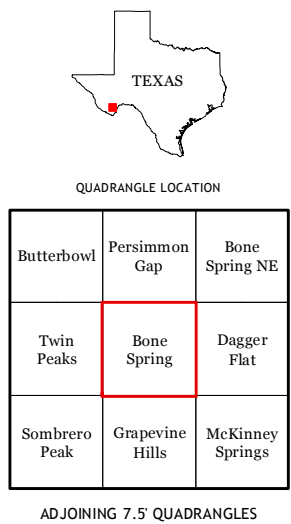 TEXAS
QUADRANGLE LOCATION
Butterbowl
Persimmon
Gap
Bone
Spring NE
Twin
Peaks
Bone
Spring
Dagger
Flat
Sombrero
Peak
Grapevine
Hills
McKinney
Springs
ADJOINING 7.5' QUADRANGLES